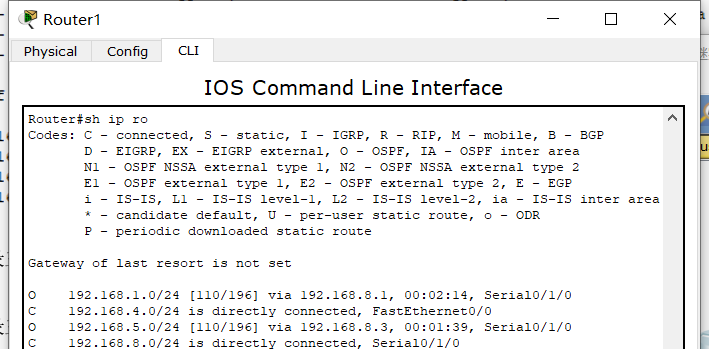 Router1
Physical Config CLI
IOS Command Line Interface
Router#sh ip ro
Codes: C - connected, S - static, I - IGRP, R - RIP, M - mobile, B - BGP
D - EIGRP, EX - EIGRP external, O - OSPF, IA - OSPF inter area
N1 - OSPF NSSA external type 1, N2 - OSPF NSSA external type 2
E1 - OSPF external type 1, E2 - OSPF external type 2, E - EGP
i - IS-IS, L1 - IS-IS level-1, L2 - IS-IS level-2, ia - IS-IS inter area
* - candidate default, U - per-user static route, o - ODR
P - periodic downloaded static route
Gateway of last resort is not set
O 192.168.1.0/24 [110/196] via 192.168.8.1, 00:02:14, Serial0/1/0
C 192.168.4.0/24 is directly connected, FastEthernet0/0
O 192.168.5.0/24 [110/196] via 192.168.8.3, 00:01:39, Serial0/1/0
C 192.168.8.0/24 is directly connected, Serial0/1/0